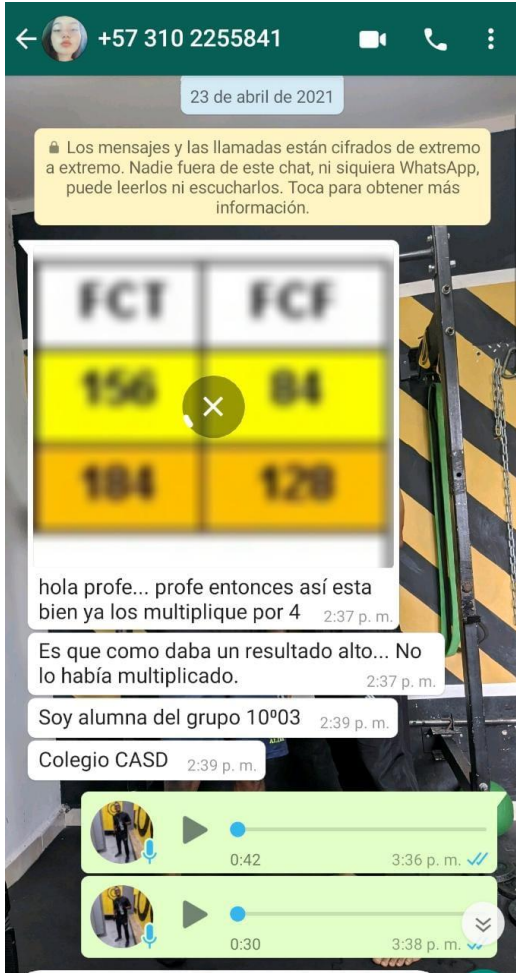 +57 310 2255841
23 de abril de 2021
Los mensajes y las llamadas están cifrados de extremo
a extremo. Nadie fuera de este chat, ni siquiera WhatsApp,
puede leerlos ni escucharlos. Toca para obtener más
información.
FCT FCF
156 84
184 128
hola profe... profe entonces así esta
bien ya los multiplique por 4 2:37 p. m.
Es que como daba un resultado alto... No
lo había multiplicado. 2:37 p. m.
Soy alumna del grupo 10º03 2:39 p. m.
Colegio CASD 2:39 p. m.
0:42 3:36 p. m.
0:30 3:38 p. m.